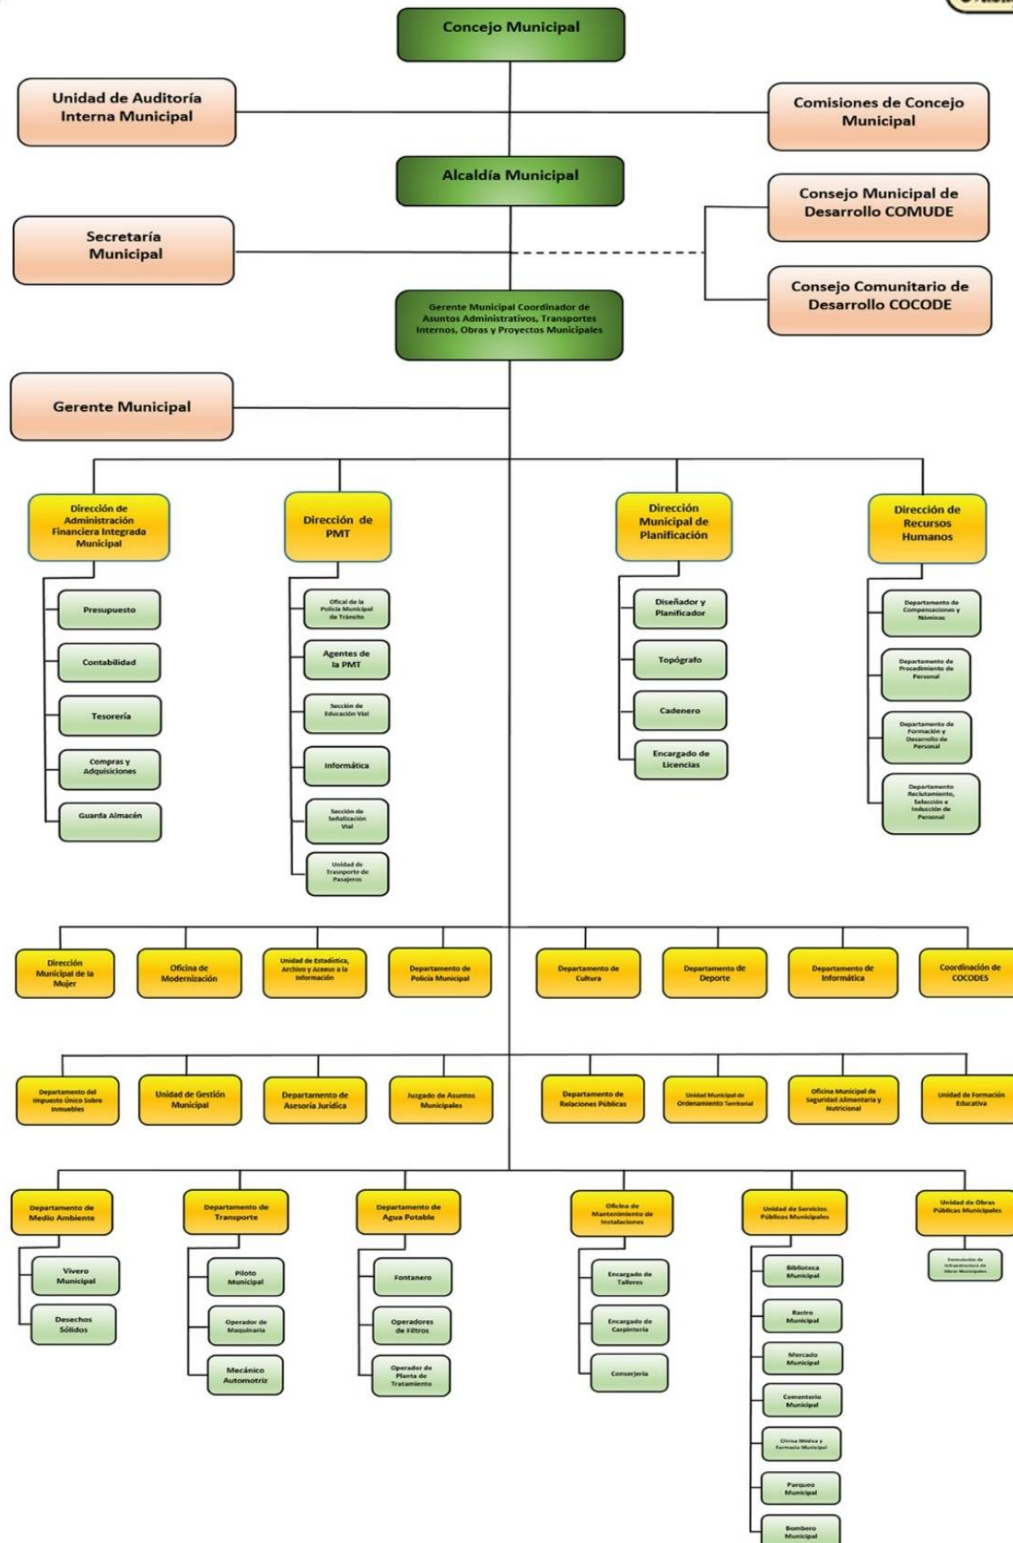 Concejo Municipal
Unidad de Auditoría
Interna Municipal
Comisiones de Concejo
Municipal
Alcaldía Municipal
Consejo Municipal de
Desarrollo COMUDE
Secretaría
Municipal
Consejo Comunitario de
Desarrollo COCODE
Gerente Municipal Coordinador de
Asuntos Administrativos, Transportes
Internos, Obras y Proyectos Municipales
Gerente Municipal
Dirección de
Administración
Financiera Integrada
Municipal
Presupuesto
Contabilidad
Tesorería
Compras y
Adquisiciones
Guarda Almacén
Dirección de
PMT
Oficial de la
Policía Municipal
de Tránsito
Agentes de
la PMT
Sección de
Educación Vial
Informática
Sección de
Señalización
Vial
Unidad de
Trasnporte de
Pasajeros
Dirección
Municipal de
Planificación
Diseñador y
Planificador
Topógrafo
Cadenero
Encargado de
Licencias
Dirección de
Recursos
Humanos
Departamento de
Compensaciones y
Nóminas
Departamento de
Procedimiento de
Personal
Departamento de
Formación y
Desarrollo de
Personal
Departamento
Reclutamiento,
Selección e
Inducción de
Personal
Dirección
Municipal de la
Mujer
Oficina de
Modernización
Unidad de Estadística,
Archivo y Acceso a la
Información
Departamento de
Policía Municipal
Departamento de
Cultura
Departamento de
Deporte
Departamento de
Informática
Coordinación de
COCODES
Departamento del
Impuesto Único Sobre
Inmuebles
Unidad de Gestión
Municipal
Departamento de
Asesoría Jurídica
Juzgado de Asuntos
Municipales
Departamento de
Relaciones Públicas
Unidad Municipal de
Ordenamiento Territorial
Oficina Municipal de
Seguridad Alimentaria y
Nutricional
Unidad de Formación
Educativa
Departamento de
Medio Ambiente
Vivero
Municipal
Desechos
Sólidos
Departamento de
Transporte
Piloto
Municipal
Operador de
Maquinaria
Mecánico
Automotriz
Departamento de
Agua Potable
Fontanero
Operadores
de Filtros
Operador de
Planta de
Tratamiento
Oficina de
Mantenimiento de
Instalaciones
Encargado de
Talleres
Encargado de
Carpintería
Conserjería
Unidad de Servicios
Públicos Municipales
Biblioteca
Municipal
Rastro
Municipal
Mercado
Municipal
Cementerio
Municipal
Clínica Médica y
Farmacia Municipal
Parqueo
Municipal
Bombero
Municipal
Unidad de Obras
Públicas Municipales
Formulación de
Infraestructura de
Obras Municipales